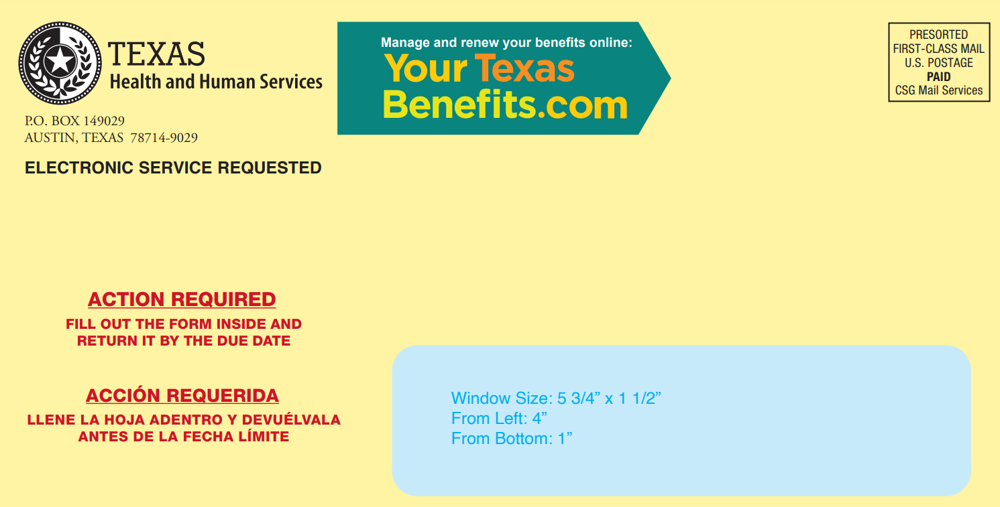 TEXAS
Health and Human Services
P.O. BOX 149029
AUSTIN, TEXAS 78714-9029
ELECTRONIC SERVICE REQUESTED
Manage and renew your benefits online:
Your Texas
Benefits.com
PRESORTED
FIRST-CLASS MAIL
U.S. POSTAGE
PAID
CSG Mail Services
ACTION REQUIRED
FILL OUT THE FORM INSIDE AND
RETURN IT BY THE DUE DATE
ACCIÓN REQUERIDA
LLENE LA HOJA ADENTRO Y DEVUÉLVALA
ANTES DE LA FECHA LÍMITE
Window Size: 5 3/4” x 1 1/2”
From Left: 4”
From Bottom: 1”